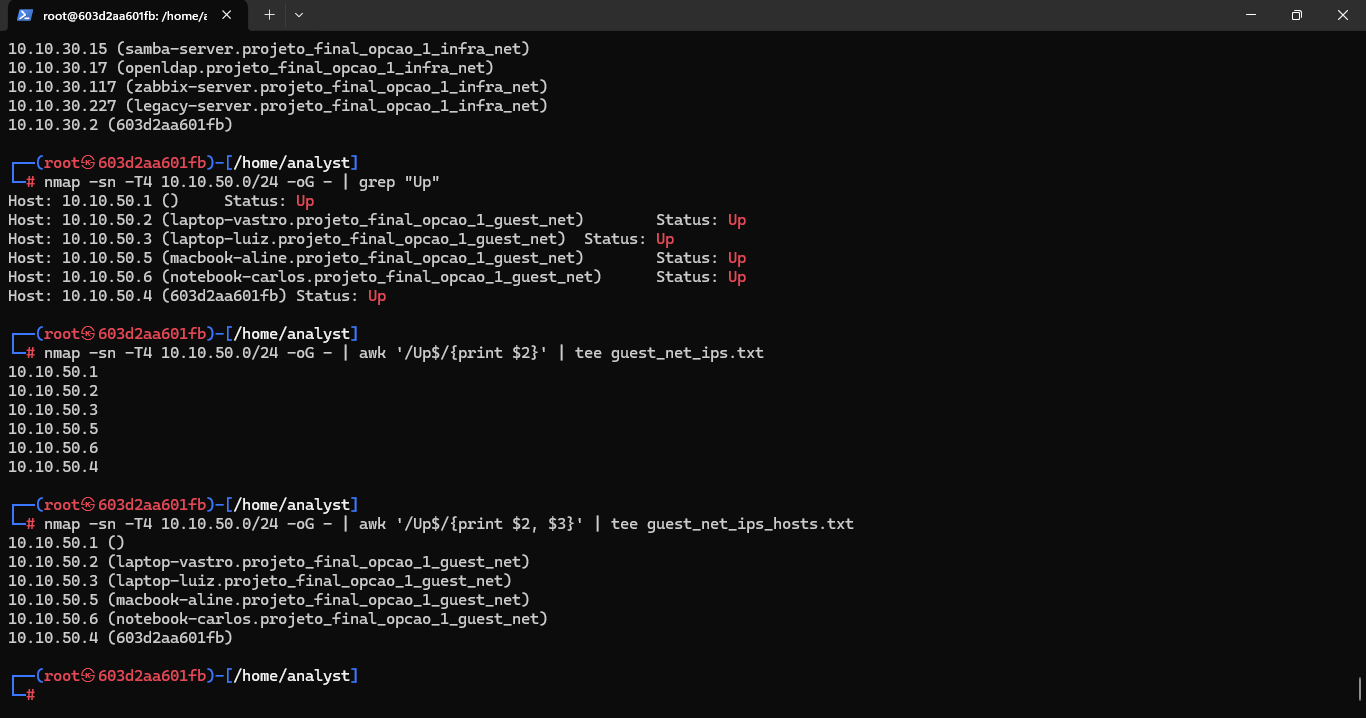 root@603d2aa601fb: /home/a
10.10.30.15 (samba-server.projeto_final_opcao_1_infra_net)
10.10.30.17 (openldap.projeto_final_opcao_1_infra_net)
10.10.30.117 (zabbix-server.projeto_final_opcao_1_infra_net)
10.10.30.227 (legacy-server.projeto_final_opcao_1_infra_net)
10.10.30.2 (603d2aa601fb)
┌──(root㉿603d2aa601fb)-[/home/analyst]
└─# nmap -sn -T4 10.10.50.0/24 -oG - | grep "Up"
Host: 10.10.50.1 ()     Status: Up
Host: 10.10.50.2 (laptop-vastro.projeto_final_opcao_1_guest_net)        Status: Up
Host: 10.10.50.3 (laptop-luiz.projeto_final_opcao_1_guest_net)  Status: Up
Host: 10.10.50.5 (macbook-aline.projeto_final_opcao_1_guest_net)        Status: Up
Host: 10.10.50.6 (notebook-carlos.projeto_final_opcao_1_guest_net)      Status: Up
Host: 10.10.50.4 (603d2aa601fb) Status: Up
┌──(root㉿603d2aa601fb)-[/home/analyst]
└─# nmap -sn -T4 10.10.50.0/24 -oG - | awk '/Up$/{print $2}' | tee guest_net_ips.txt
10.10.50.1
10.10.50.2
10.10.50.3
10.10.50.5
10.10.50.6
10.10.50.4
┌──(root㉿603d2aa601fb)-[/home/analyst]
└─# nmap -sn -T4 10.10.50.0/24 -oG - | awk '/Up$/{print $2, $3}' | tee guest_net_ips_hosts.txt
10.10.50.1 ()
10.10.50.2 (laptop-vastro.projeto_final_opcao_1_guest_net)
10.10.50.3 (laptop-luiz.projeto_final_opcao_1_guest_net)
10.10.50.5 (macbook-aline.projeto_final_opcao_1_guest_net)
10.10.50.6 (notebook-carlos.projeto_final_opcao_1_guest_net)
10.10.50.4 (603d2aa601fb)
┌──(root㉿603d2aa601fb)-[/home/analyst]
└─#